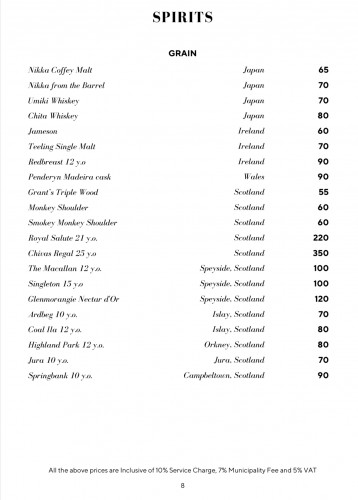 SPIRITS
GRAIN
Nikka Coffey Malt Japan 65
Nikka from the Barrel Japan 70
Umiki Whiskey Japan 70
Chita Whiskey Japan 80
Jameson Ireland 60
Teeling Single Malt Ireland 70
Redbreast 12 y.o Ireland 90
Penderyn Madeira cask Wales 90
Grant's Triple Wood Scotland 55
Monkey Shoulder Scotland 60
Smokey Monkey Shoulder Scotland 60
Royal Salute 21 y.o. Scotland 220
Chivas Regal 25 y.o Scotland 350
The Macallan 12 y.o. Speyside, Scotland 100
Singleton 15 y.o Speyside, Scotland 100
Glenmorangie Nectar d'Or Speyside, Scotland 120
Ardbeg 10 y.o. Islay, Scotland 70
Coal Ila 12 y.o. Islay, Scotland 80
Highland Park 12 y.o. Orkney, Scotland 80
Jura 10 y.o. Jura, Scotland 70
Springbank 10 y.o. Campbeltown, Scotland 90
All the above prices are Inclusive of 10% Service Charge, 7% Municipality Fee and 5% VAT
8